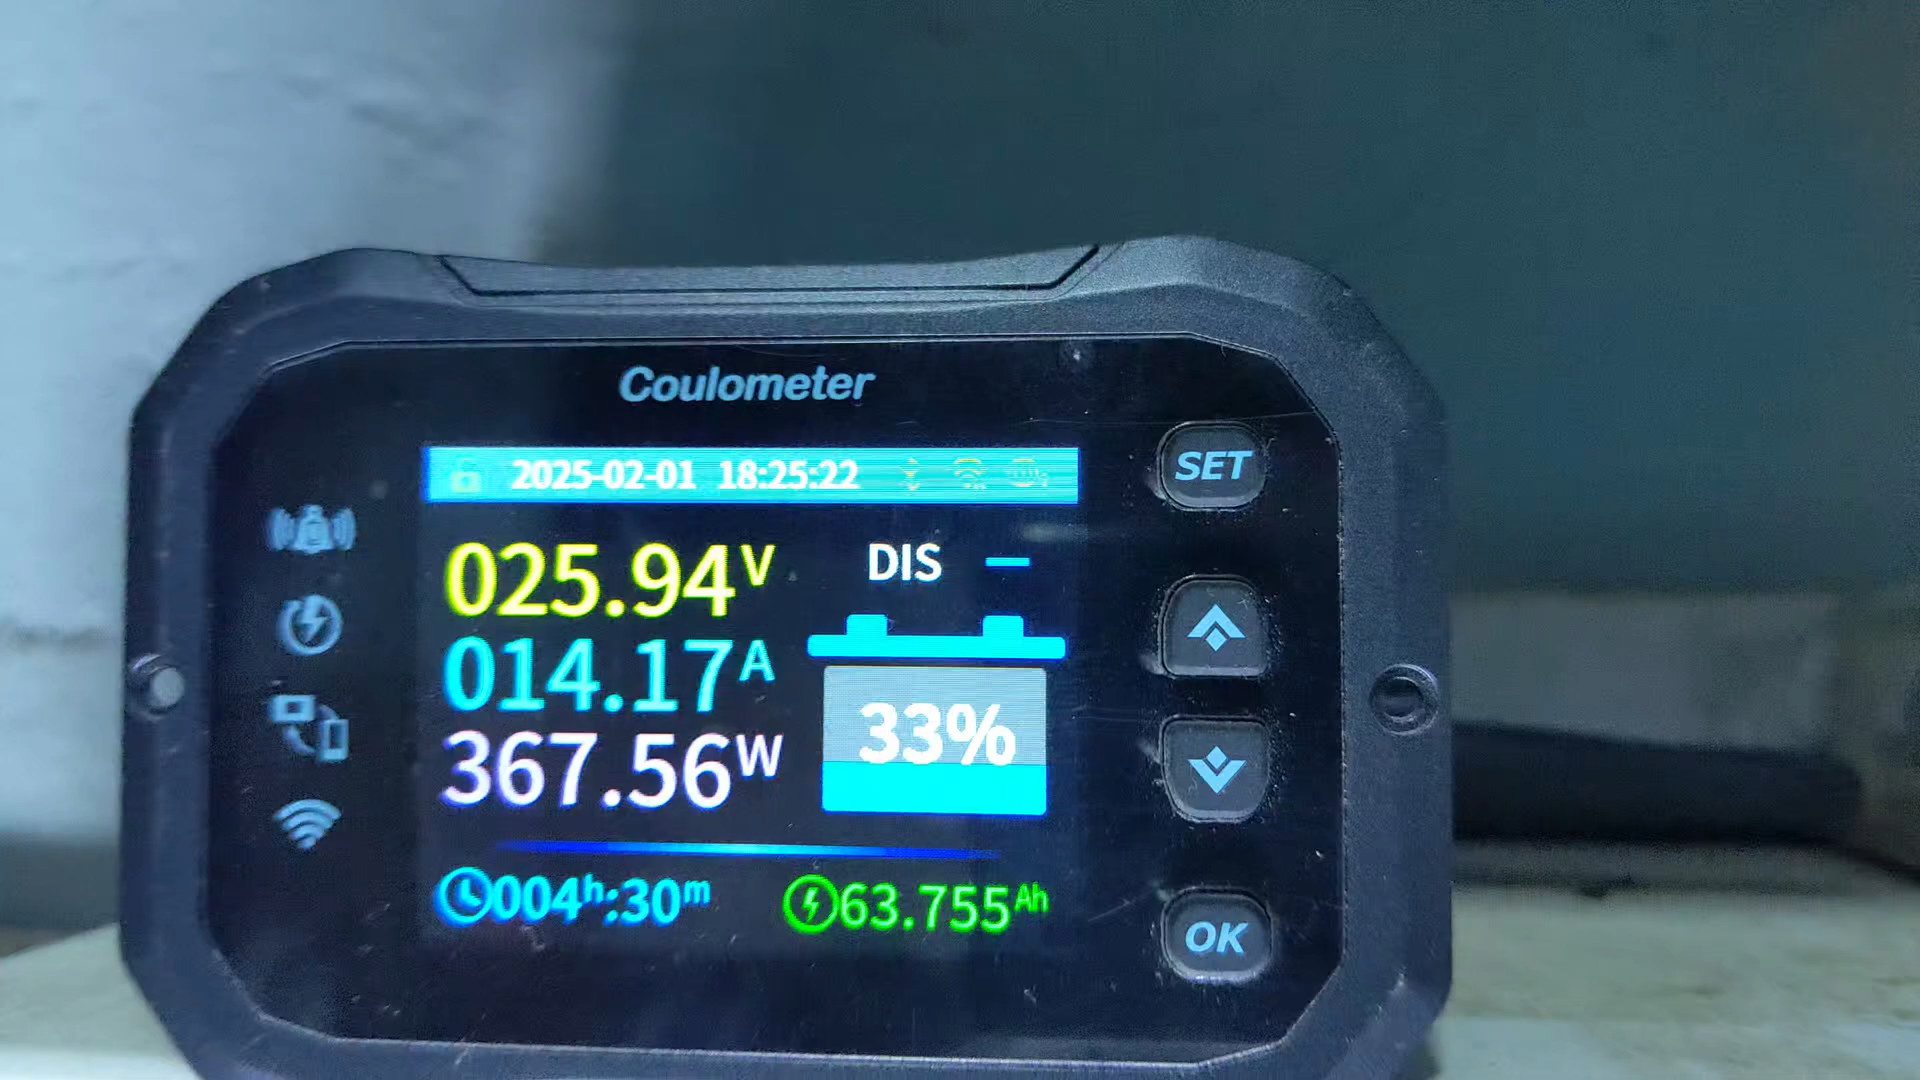 Coulometer
2025-02-01 18:25:22
025.94V
DIS
014.17A
33%
367.56W
004h:30m
63.755Ah
SET
OK